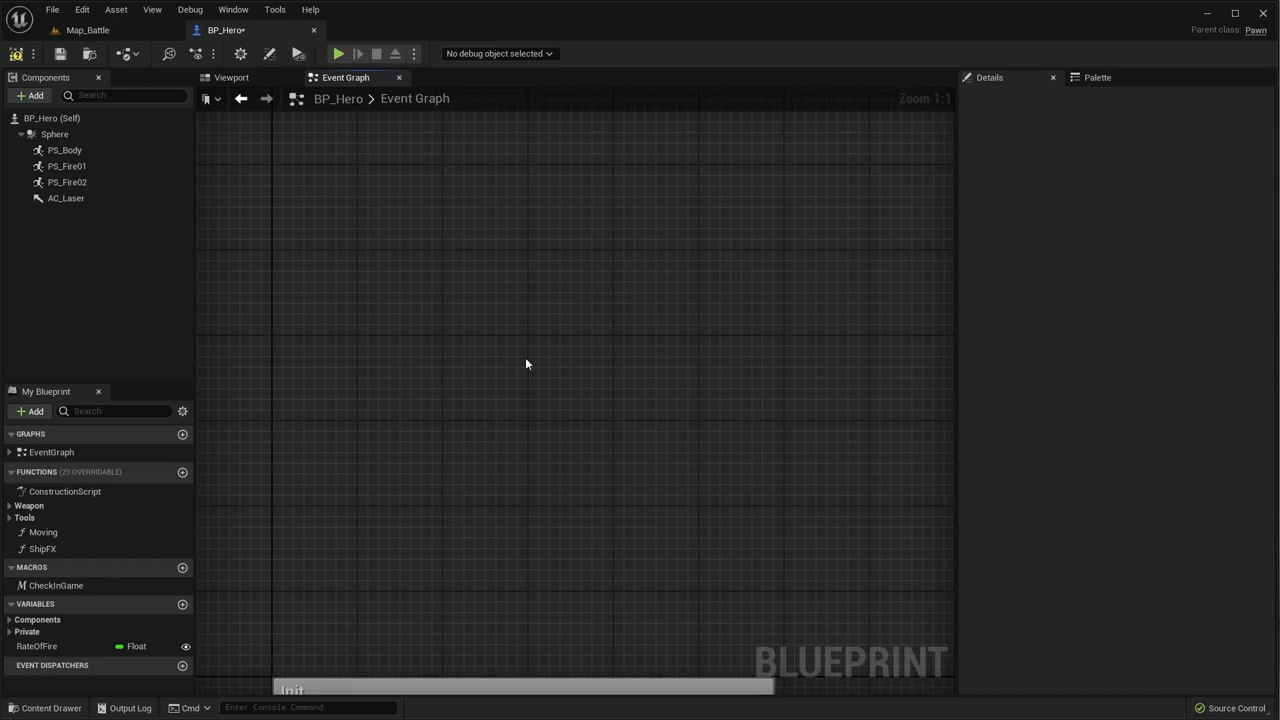 File Edit Asset View Debug Window Tools Help
Map_Battle BP_Hero• Parent class: Pawn
No debug object selected
Components Viewport Event Graph Details Palette
Add Search BP_Hero > Event Graph Zoom 1:1
BP_Hero (Self)
Sphere
PS_Body
PS_Fire01
PS_Fire02
AC_Laser
My Blueprint
Add Search
GRAPHS
EventGraph
FUNCTIONS (23 OVERRIDABLE)
ConstructionScript
Weapon
Tools
Moving
ShipFX
MACROS
CheckInGame
VARIABLES
Components
Private
RateOfFire Float
EVENT DISPATCHERS
BLUEPRINT
Init
Content Drawer Output Log Cmd Enter Console Command Source Control